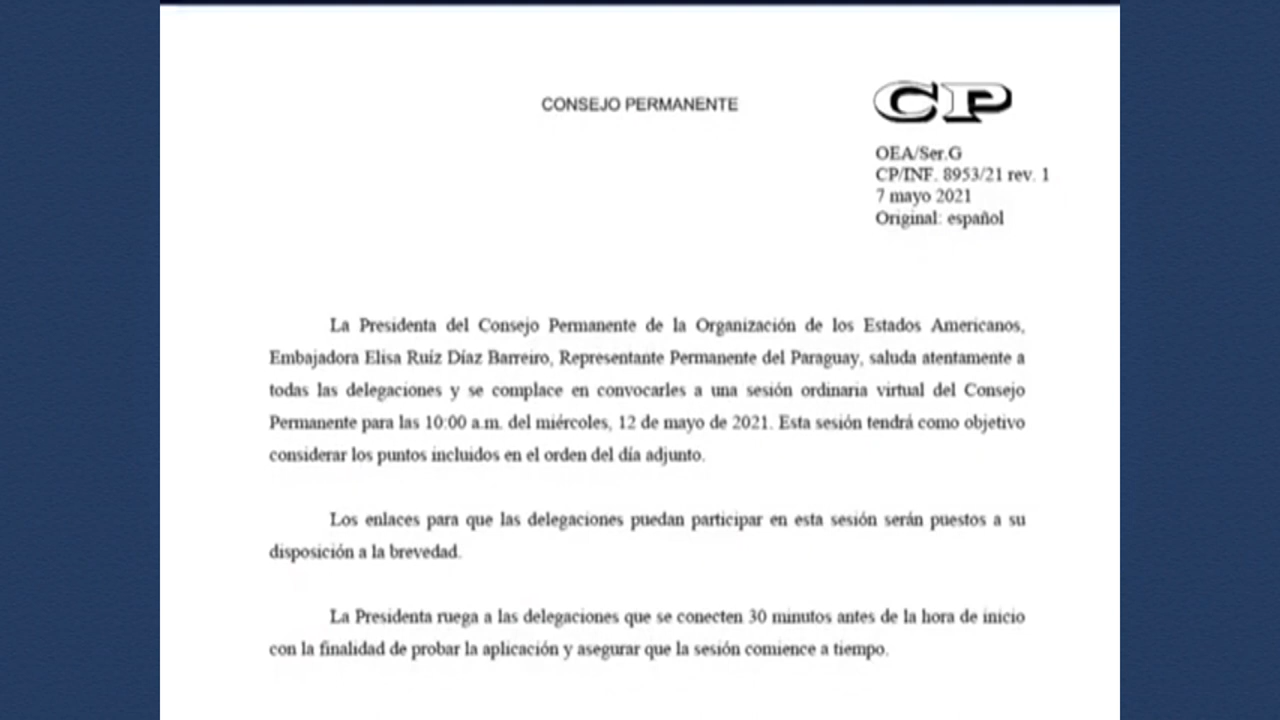 CONSEJO PERMANENTE
CP
OEA/Ser.G
CP/INF. 8953/21 rev. 1
7 mayo 2021
Original: español
La Presidenta del Consejo Permanente de la Organización de los Estados Americanos,
Embajadora Elisa Ruíz Díaz Barreiro, Representante Permanente del Paraguay, saluda atentamente a
todas las delegaciones y se complace en convocarles a una sesión ordinaria virtual del Consejo
Permanente para las 10:00 a.m. del miércoles, 12 de mayo de 2021. Esta sesión tendrá como objetivo
considerar los puntos incluidos en el orden del día adjunto.
Los enlaces para que las delegaciones puedan participar en esta sesión serán puestos a su
disposición a la brevedad.
La Presidenta ruega a las delegaciones que se conecten 30 minutos antes de la hora de inicio
con la finalidad de probar la aplicación y asegurar que la sesión comience a tiempo.